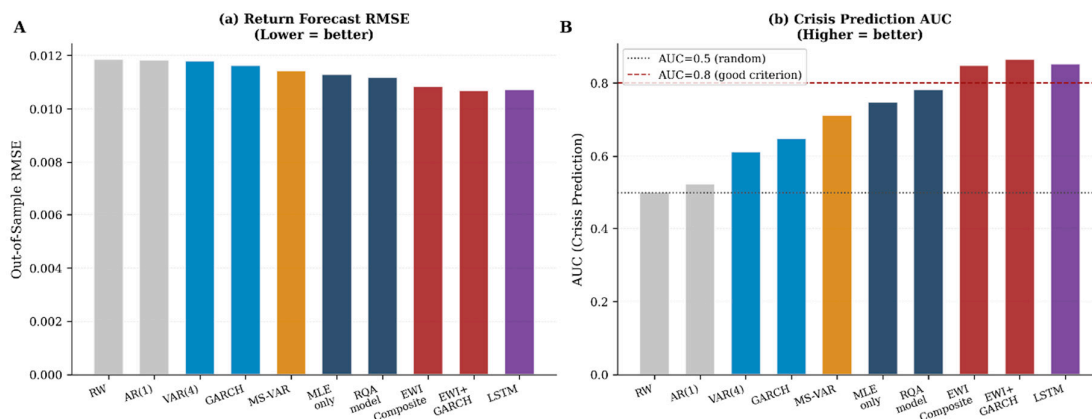 A
(a) Return Forecast RMSE
(Lower = better)
Out-of-Sample RMSE
0.012
0.010
0.008
0.006
0.004
0.002
0.000
RW
AR(1)
VAR(4)
GARCH
MS-VAR
MLE
only
RQA
model
EWI
Composite
EWI+
GARCH
LSTM
B
(b) Crisis Prediction AUC
(Higher = better)
AUC=0.5 (random)
AUC=0.8 (good criterion)
AUC (Crisis Prediction)
0.8
0.6
0.4
0.2
0.0
RW
AR(1)
VAR(4)
GARCH
MS-VAR
MLE
only
RQA
model
EWI
Composite
EWI+
GARCH
LSTM